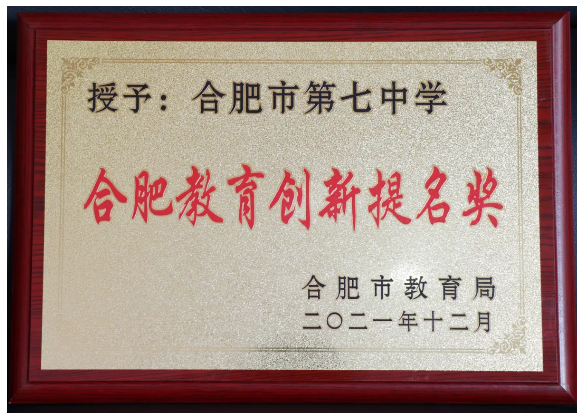 授予：合肥市第七中学
合肥教育创新提名奖
合肥市教育局
二〇二一年十二月